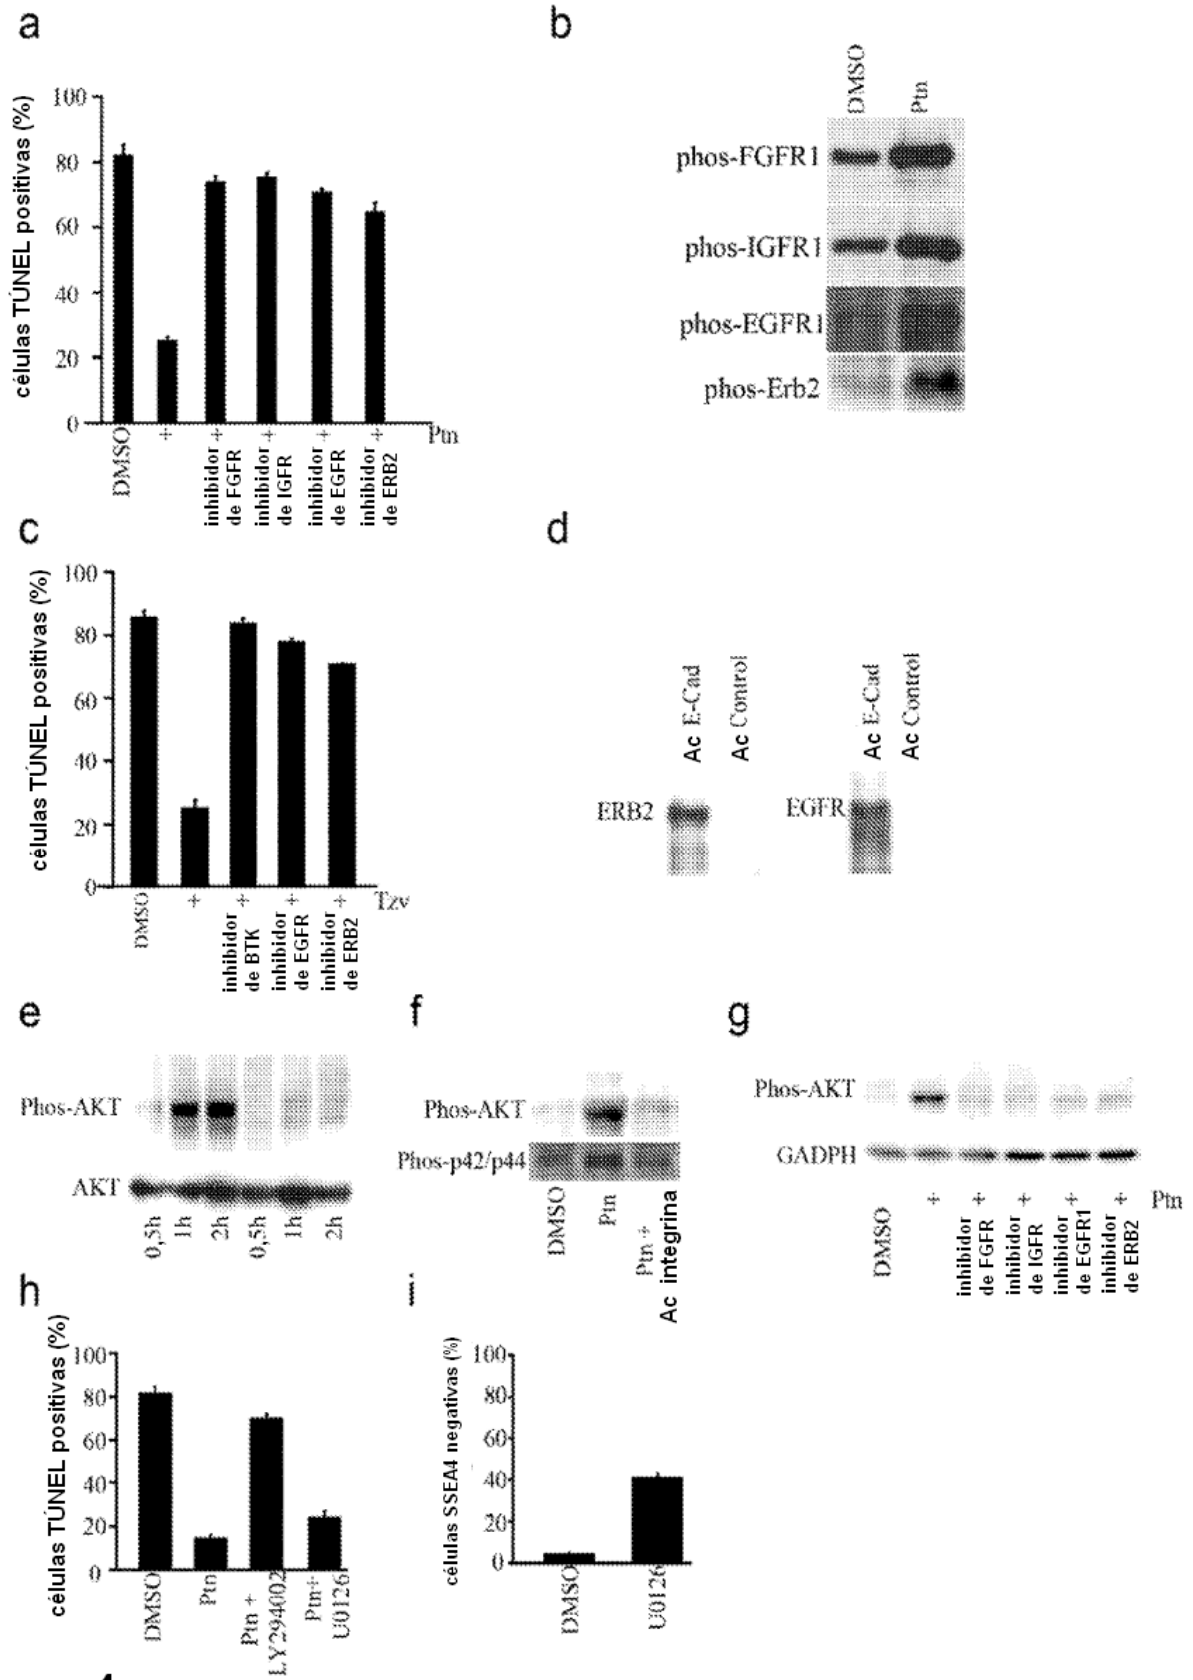 a
células TÚNEL positivas (%)
100
80
60
40
20
0
DMSO
+
+
+
+
+
Ptn
inhibidor
de FGFR
inhibidor
de IGFR
inhibidor
de EGFR
inhibidor
de ERB2
b
DMSO
Ptn
phos-FGFR1
phos-IGFR1
phos-EGFR1
phos-Erb2
c
células TÚNEL positivas (%)
100
80
60
40
20
0
DMSO
+
+
+
+
Tzv
inhibidor
de BTK
inhibidor
de EGFR
inhibidor
de ERB2
d
Ac E-Cad
Ac Control
Ac E-Cad
Ac Control
ERB2
EGFR
e
Phos-AKT
AKT
0,5h
1h
2h
0,5h
1h
2h
f
Phos-AKT
Phos-p42/p44
DMSO
Ptn
Ptn +
Ac integrina
g
Phos-AKT
GADPH
DMSO
+
+
+
+
+
Ptn
inhibidor
de FGFR
inhibidor
de IGFR
inhibidor
de EGFR1
inhibidor
de ERB2
h
células TÚNEL positivas (%)
100
80
60
40
20
0
DMSO
Ptn
Ptn +
LY294002
Ptn+
U0126
i
células SSEA4 negativas (%)
100
80
60
40
20
0
DMSO
U0126